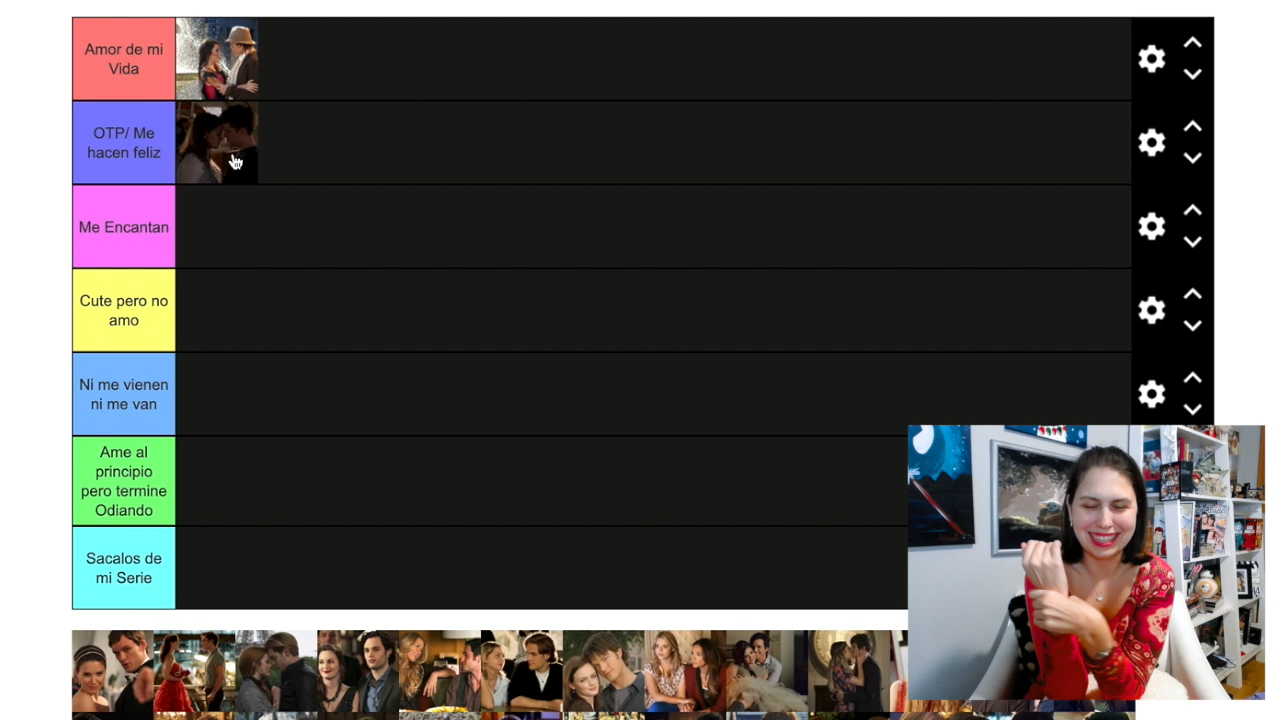 Amor de mi
Vida
OTP/ Me
hacen feliz
Me Encantan
Cute pero no
amo
Ni me vienen
ni me van
Ame al
principio
pero termine
Odiando
Sacalos de
mi Serie